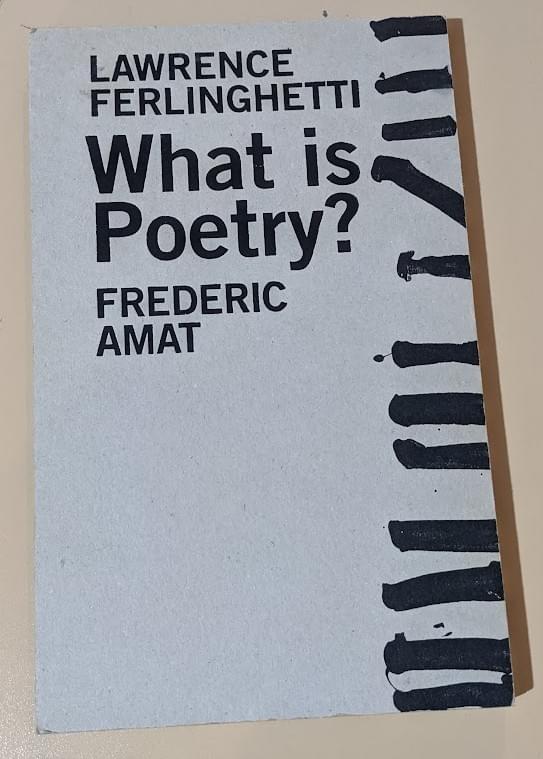 LAWRENCE
FERLINGHETTI
What is
Poetry?
FREDERIC
AMAT